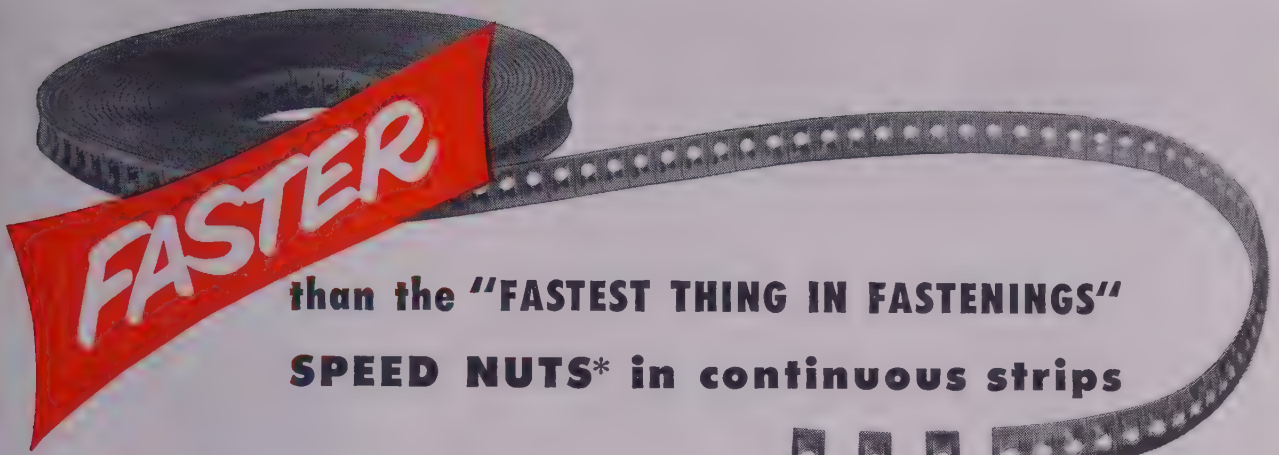 FASTER
than the "FASTEST THING IN FASTENINGS"
SPEED NUTS* in continuous strips